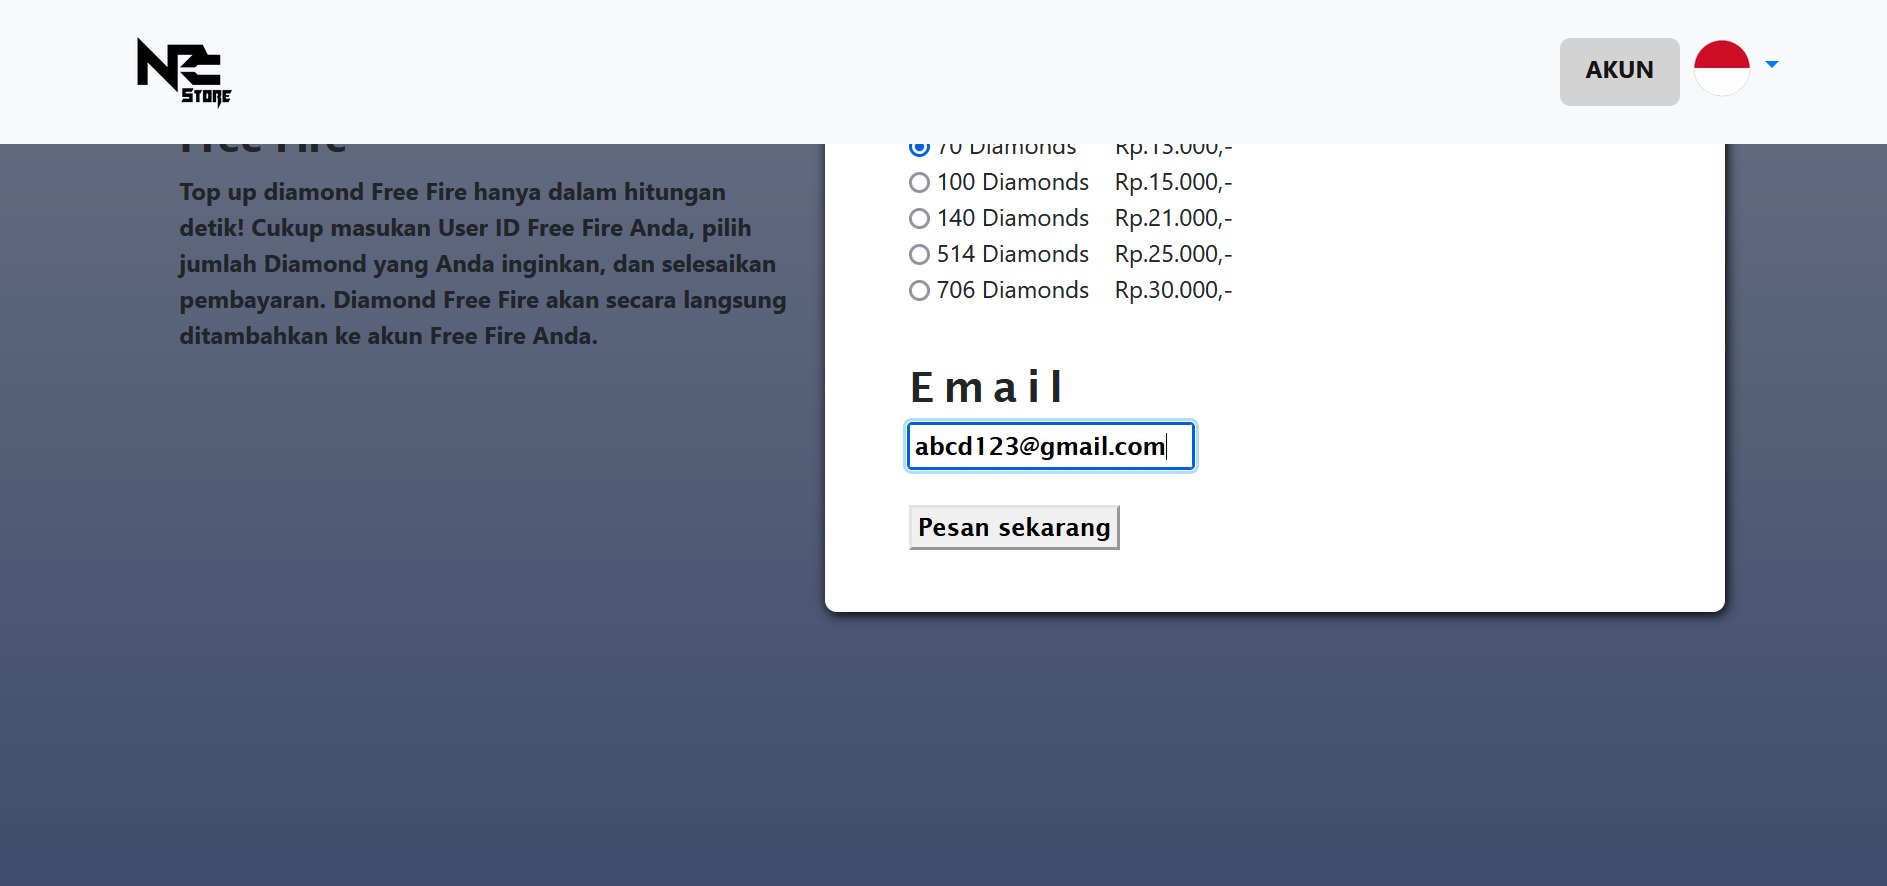 NPC
STORE
AKUN
Free Fire
Top up diamond Free Fire hanya dalam hitungan
detik! Cukup masukan User ID Free Fire Anda, pilih
jumlah Diamond yang Anda inginkan, dan selesaikan
pembayaran. Diamond Free Fire akan secara langsung
ditambahkan ke akun Free Fire Anda.
70 Diamonds Rp.13.000,-
100 Diamonds Rp.15.000,-
140 Diamonds Rp.21.000,-
514 Diamonds Rp.25.000,-
706 Diamonds Rp.30.000,-
Email
abcd123@gmail.com
Pesan sekarang